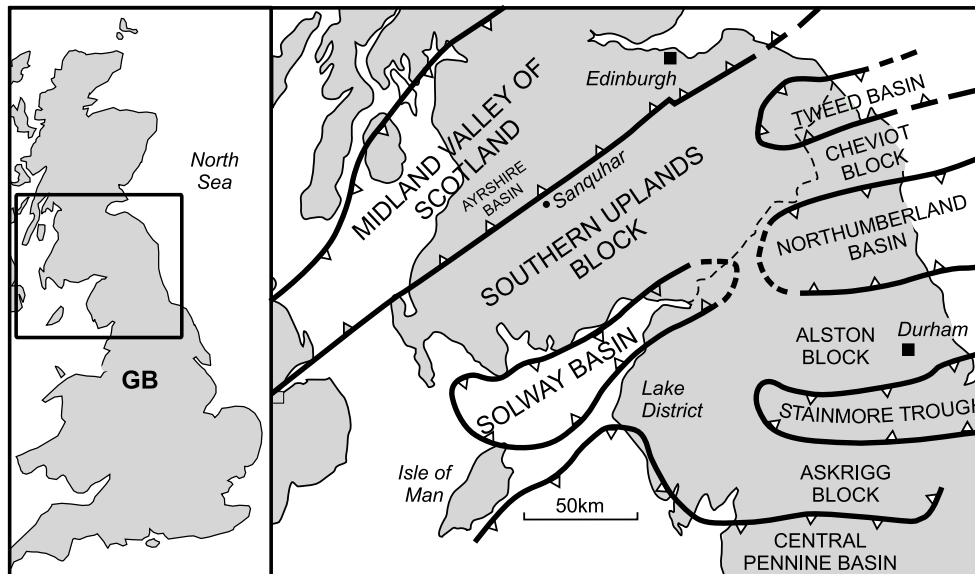 North
Sea
GB
MIDLAND VALLEY OF
SCOTLAND
AYRSHIRE
BASIN
Sanquhar
Edinburgh
SOUTHERN UPLANDS
BLOCK
TWEED BASIN
CHEVIOT
BLOCK
NORTHUMBERLAND
BASIN
ALSTON
BLOCK
Durham
SOLWAY BASIN
Lake
District
STAINMORE TROUGH
Isle of
Man
50km
ASKRIGG
BLOCK
CENTRAL
PENNINE BASIN